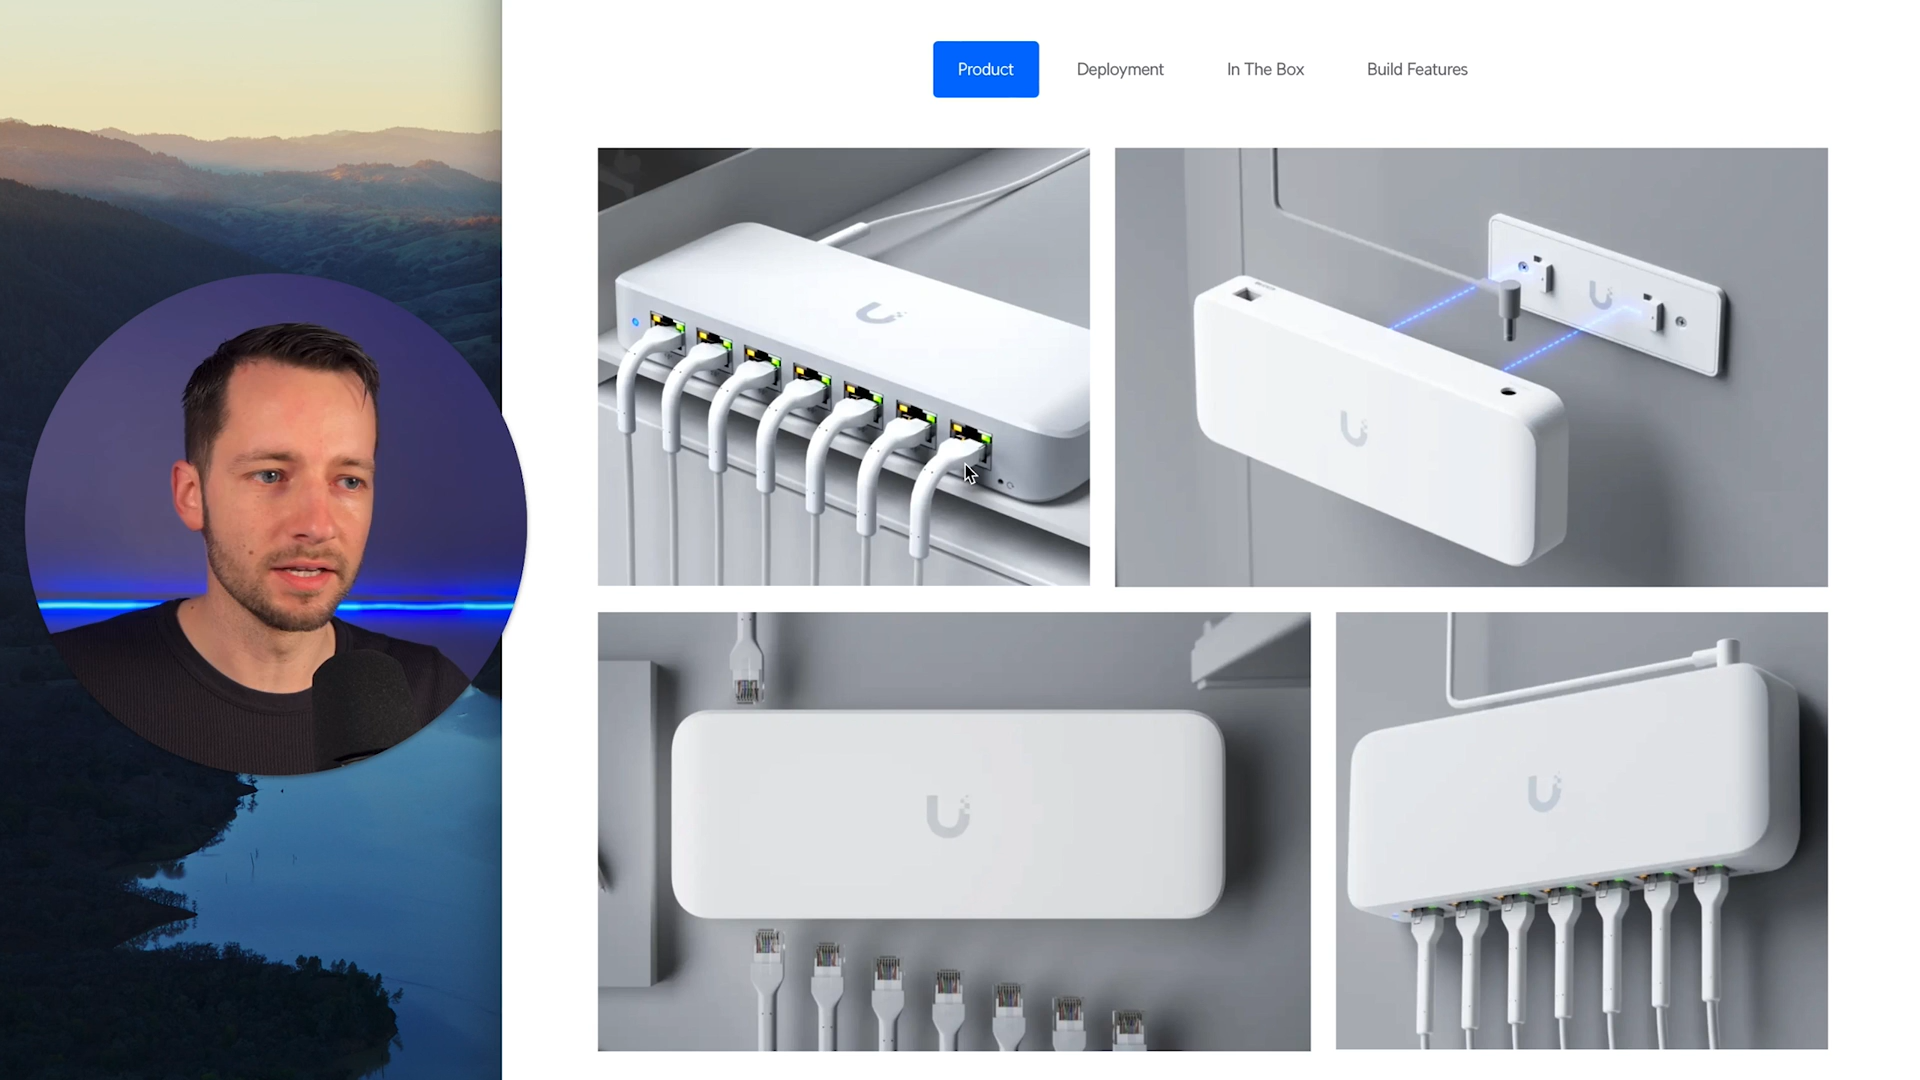 Product
Deployment
In The Box
Build Features